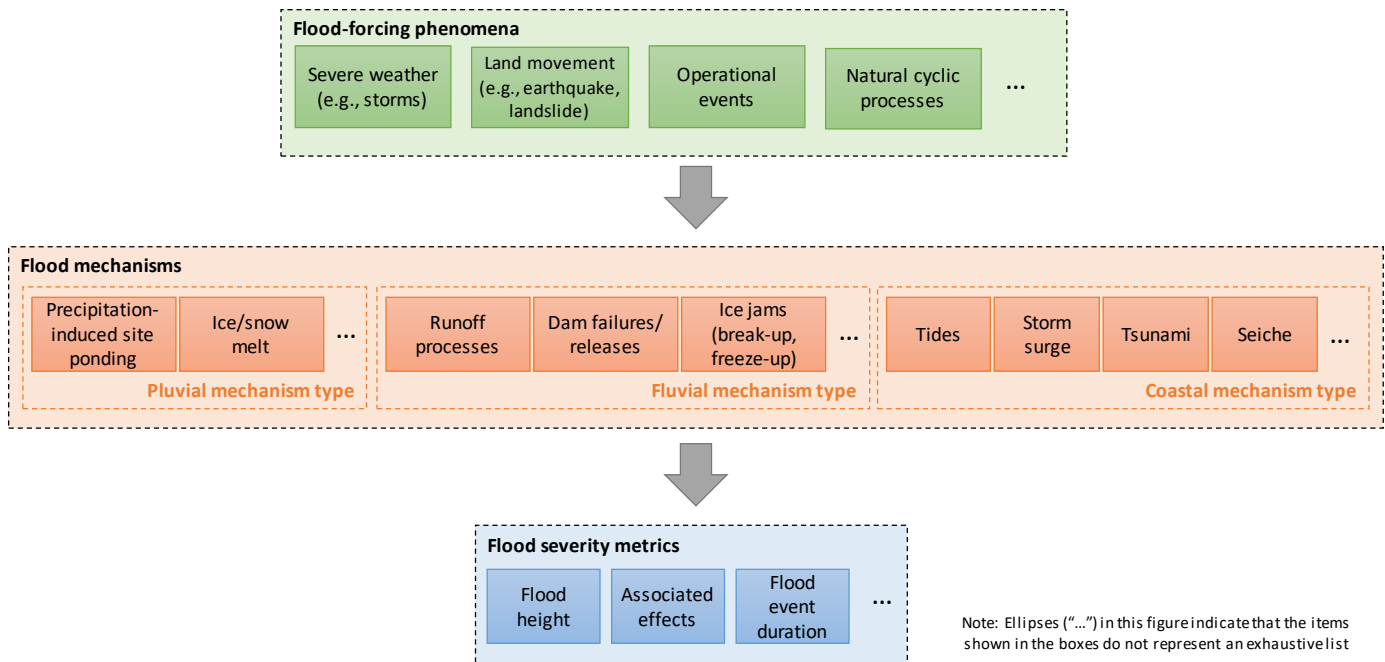 Flood-forcing phenomena
Severe weather
(e.g., storms)
Land movement
(e.g., earthquake,
landslide)
Operational
events
Natural cyclic
processes
...
Flood mechanisms
Precipitation-
induced site
ponding
Ice/snow
melt
...
Pluvial mechanism type
Runoff
processes
Dam failures/
releases
Ice jams
(break-up,
freeze-up)
...
Fluvial mechanism type
Tides
Storm
surge
Tsunami
Seiche
...
Coastal mechanism type
Flood severity metrics
Flood
height
Associated
effects
Flood
event
duration
...
Note: Ellipses (“...”) in this figure indicate that the items
shown in the boxes do not represent an exhaustive list